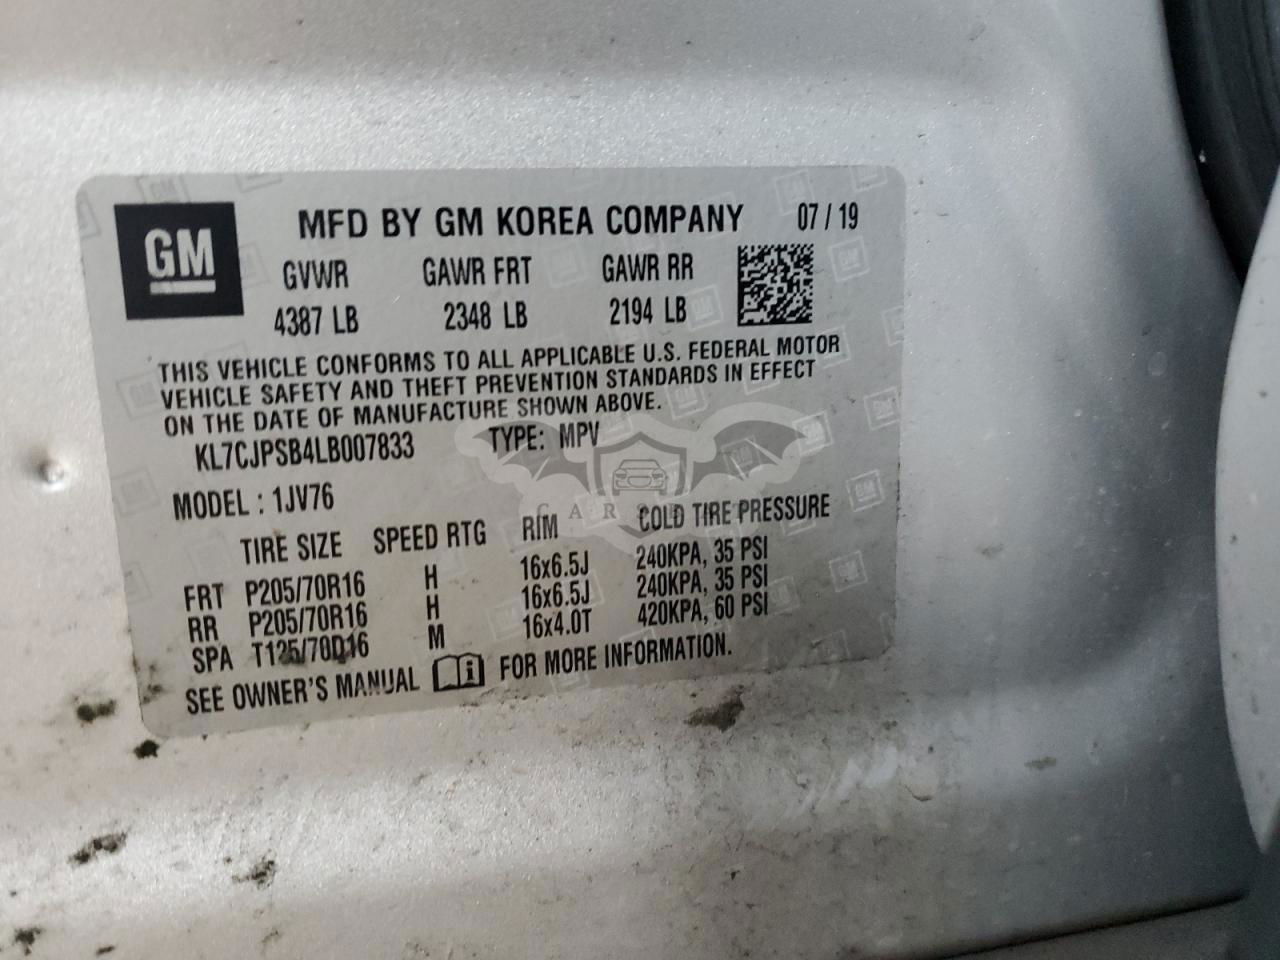 GM MFD BY GM KOREA COMPANY 07 / 19
GVWR GAWR FRT GAWR RR
4387 LB 2348 LB 2194 LB
THIS VEHICLE CONFORMS TO ALL APPLICABLE U.S. FEDERAL MOTOR
VEHICLE SAFETY AND THEFT PREVENTION STANDARDS IN EFFECT
ON THE DATE OF MANUFACTURE SHOWN ABOVE.
KL7CJPSB4LB007833 TYPE: MPV
MODEL : 1JV76
TIRE SIZE SPEED RTG RIM COLD TIRE PRESSURE
FRT P205/70R16 H 16x6.5J 240KPA, 35 PSI
RR P205/70R16 H 16x6.5J 240KPA, 35 PSI
SPA T125/70D16 M 16x4.0T 420KPA, 60 PSI
SEE OWNER'S MANUAL FOR MORE INFORMATION.